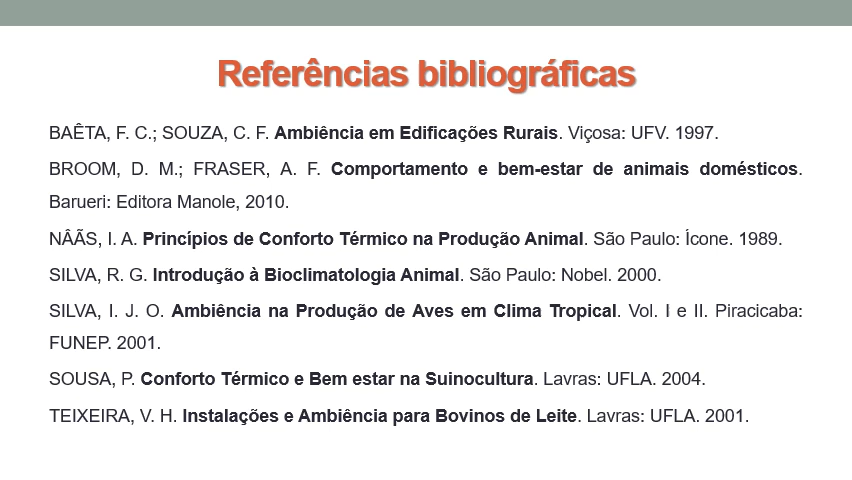 Referências bibliográficas
BAÊTA, F. C.; SOUZA, C. F. Ambiência em Edificações Rurais. Viçosa: UFV. 1997.
BROOM, D. M.; FRASER, A. F. Comportamento e bem-estar de animais domésticos.
Barueri: Editora Manole, 2010.
NÂÃS, I. A. Princípios de Conforto Térmico na Produção Animal. São Paulo: Ícone. 1989.
SILVA, R. G. Introdução à Bioclimatologia Animal. São Paulo: Nobel. 2000.
SILVA, I. J. O. Ambiência na Produção de Aves em Clima Tropical. Vol. I e II. Piracicaba:
FUNEP. 2001.
SOUSA, P. Conforto Térmico e Bem estar na Suinocultura. Lavras: UFLA. 2004.
TEIXEIRA, V. H. Instalações e Ambiência para Bovinos de Leite. Lavras: UFLA. 2001.